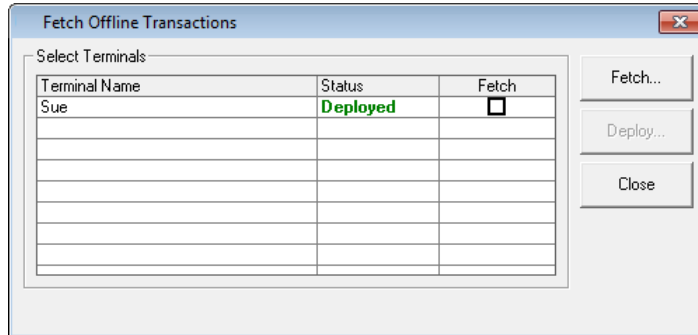 Fetch Offline Transactions
Select Terminals
Terminal Name Status Fetch
Sue Deployed
Fetch...
Deploy...
Close